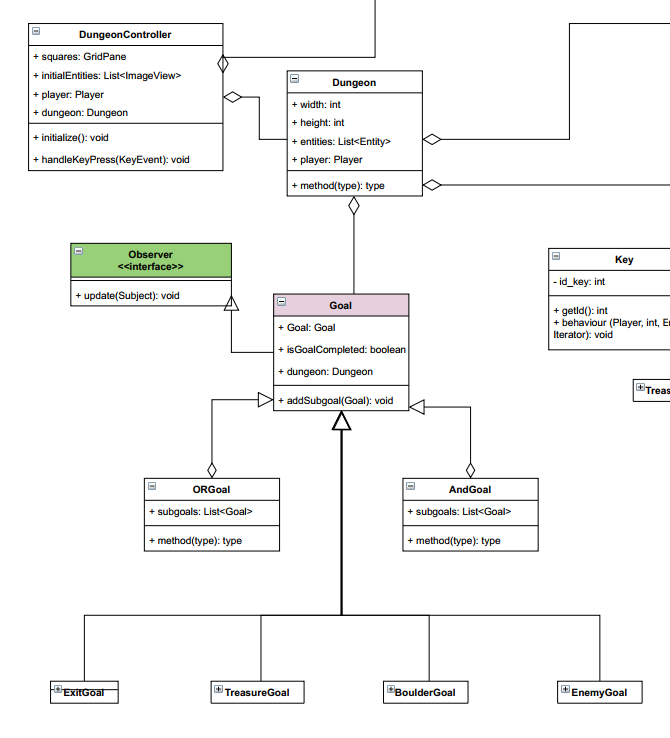 DungeonController
+ squares: GridPane
+ initialEntities: List<ImageView>
+ player: Player
+ dungeon: Dungeon
+ initialize(): void
+ handleKeyPress(KeyEvent): void
Dungeon
+ width: int
+ height: int
+ entities: List<Entity>
+ player: Player
+ method(type): type
Observer
<<interface>>
+ update(Subject): void
Goal
+ Goal: Goal
+ isGoalCompleted: boolean
+ dungeon: Dungeon
+ addSubgoal(Goal): void
Key
- id_key: int
+ getId(): int
+ behaviour (Player, int, E
Iterator): void
Treas
ORGoal
+ subgoals: List<Goal>
+ method(type): type
AndGoal
+ subgoals: List<Goal>
+ method(type): type
ExitGoal
TreasureGoal
BoulderGoal
EnemyGoal